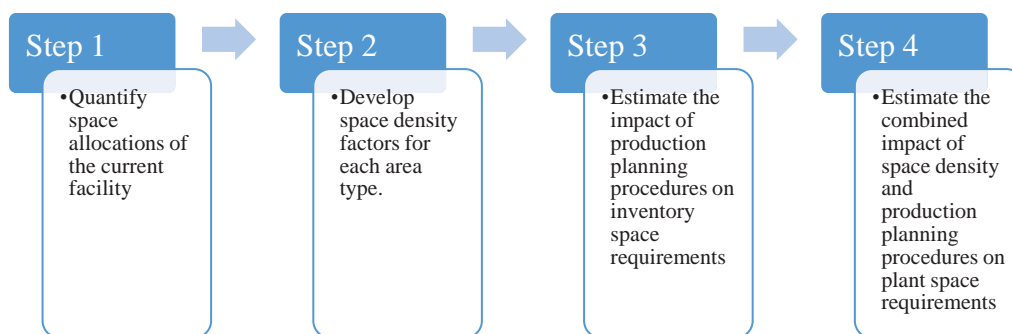 Step 1
•Quantify
space
allocations of
the current
facility
Step 2
•Develop
space density
factors for
each area
type.
Step 3
•Estimate the
impact of
production
planning
procedures on
inventory
space
requirements
Step 4
•Estimate the
combined
impact of
space density
and
production
planning
procedures on
plant space
requirements